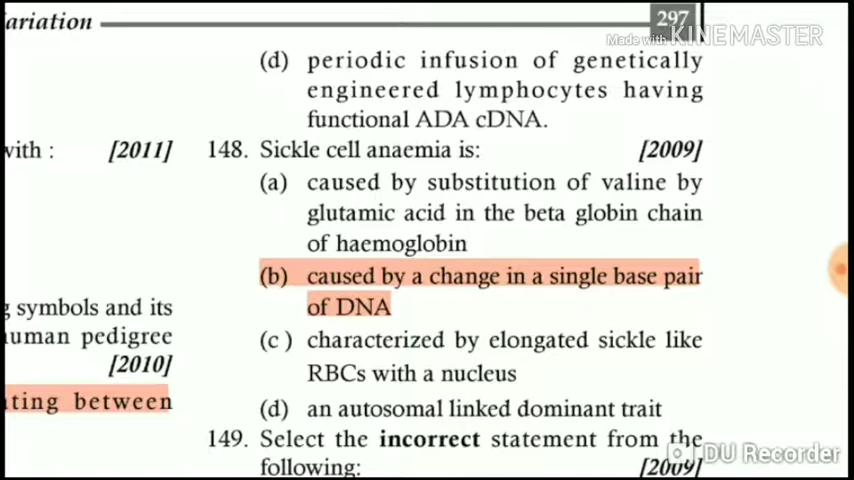 ariation 297
Made with KINEMASTER
with : [2011]
g symbols and its
uman pedigree
[2010]
ting between
(d) periodic infusion of genetically
engineered lymphocytes having
functional ADA cDNA.
148. Sickle cell anaemia is: [2009]
(a) caused by substitution of valine by
glutamic acid in the beta globin chain
of haemoglobin
(b) caused by a change in a single base pair
of DNA
(c) characterized by elongated sickle like
RBCs with a nucleus
(d) an autosomal linked dominant trait
149. Select the incorrect statement from the
following: [2009]
DU Recorder